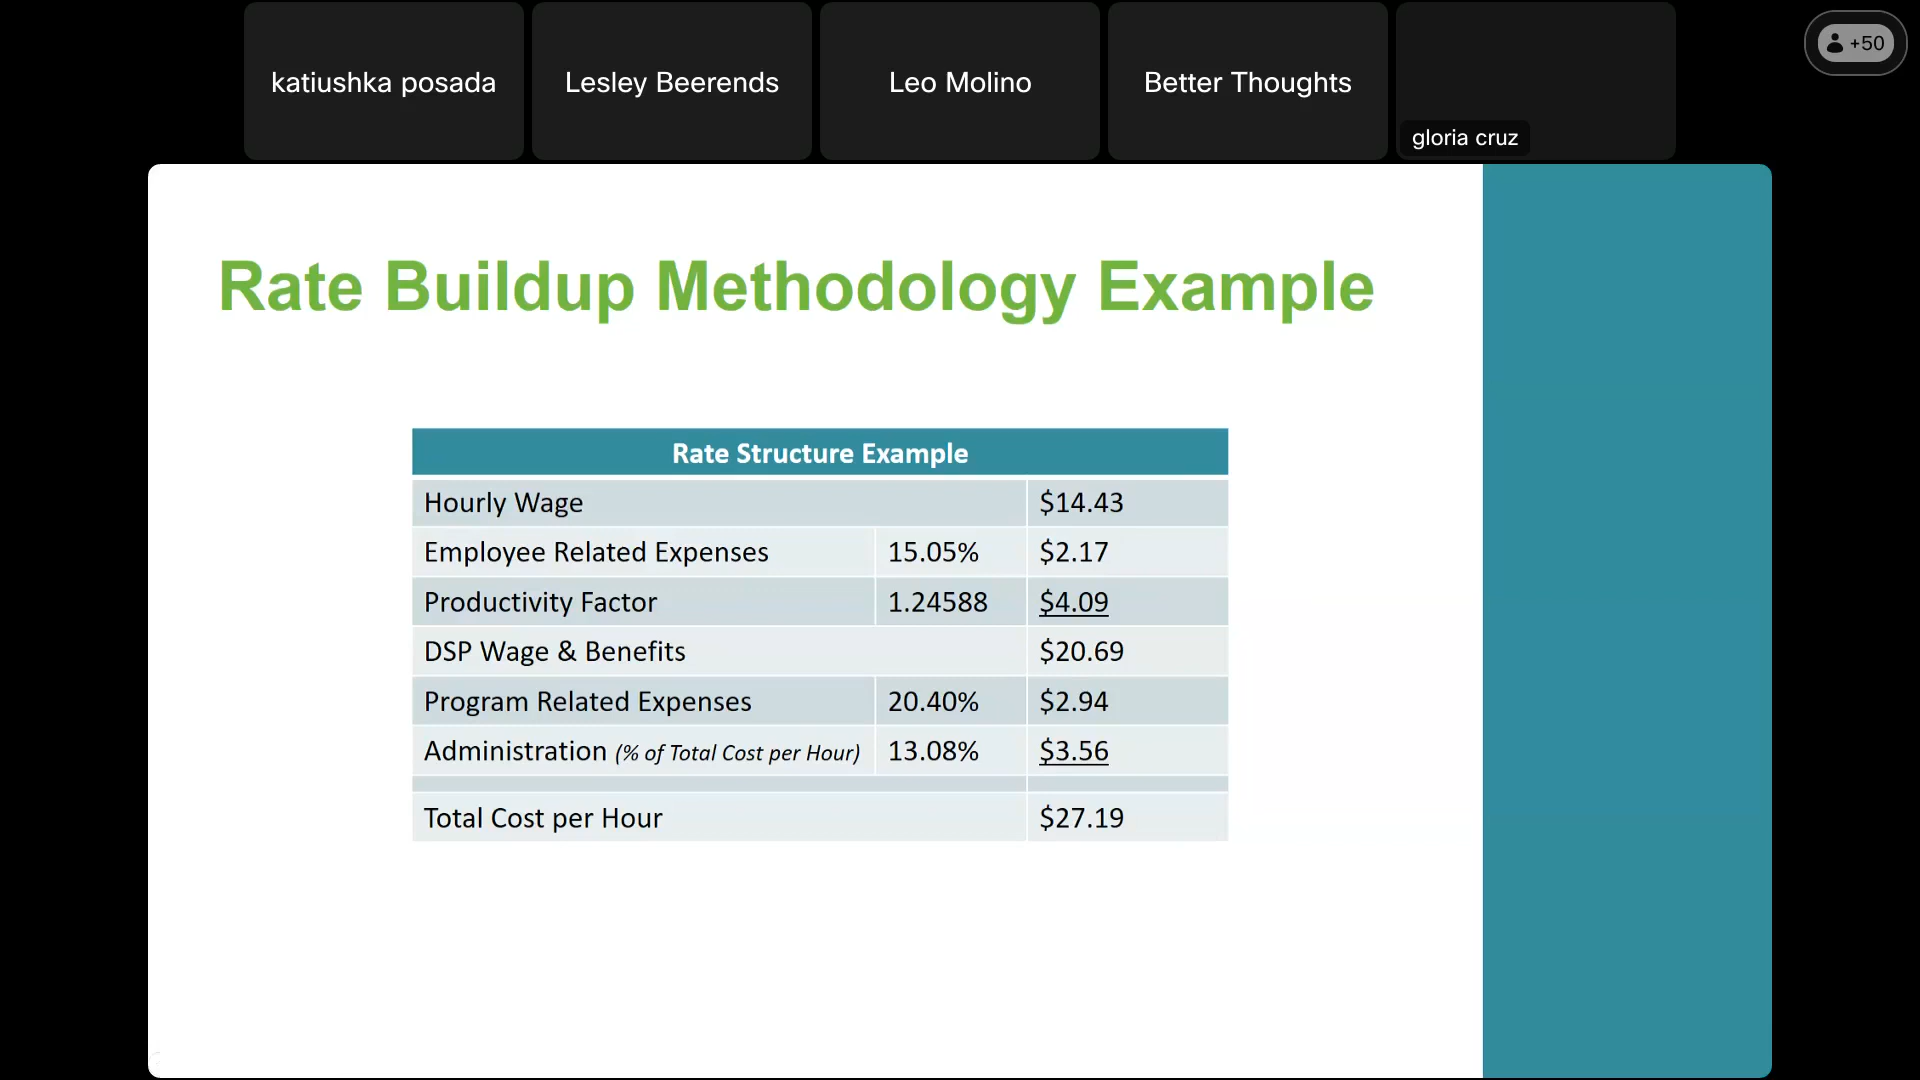 katiushka posada
Lesley Beerends
Leo Molino
Better Thoughts
gloria cruz
+50
Rate Buildup Methodology Example
Rate Structure Example
Hourly Wage $14.43
Employee Related Expenses 15.05% $2.17
Productivity Factor 1.24588 $4.09
DSP Wage & Benefits $20.69
Program Related Expenses 20.40% $2.94
Administration (% of Total Cost per Hour) 13.08% $3.56
Total Cost per Hour $27.19